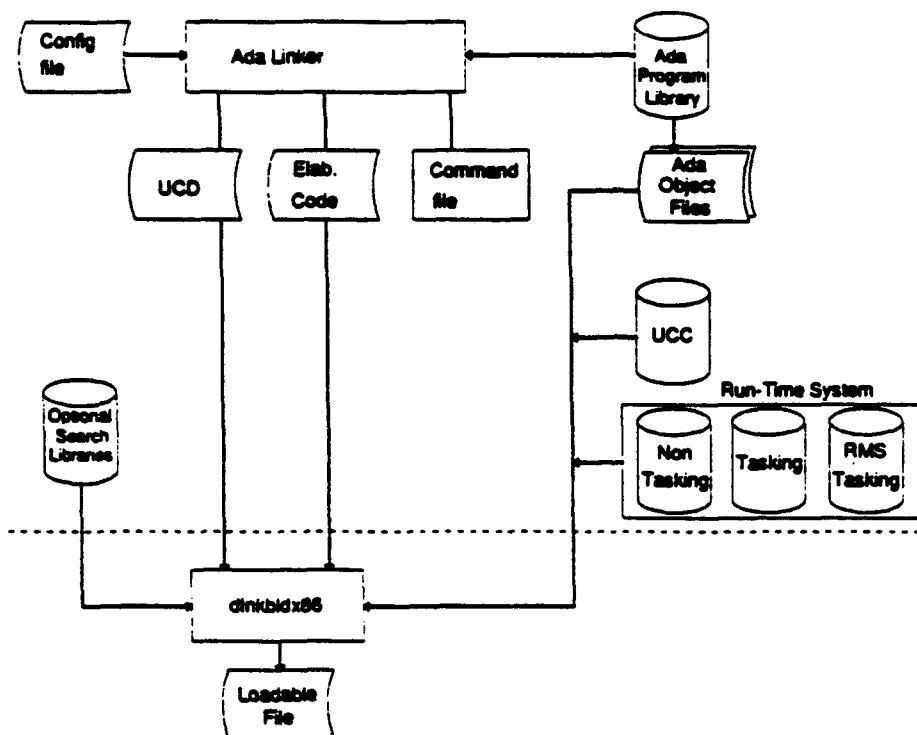 Config
file
Ada Linker
Ada
Program
Library
UCD
Elab.
Code
Command
file
Ada
Object
Files
UCC
Run-Time System
Optional
Search
Libraries
Non
Tasking
Tasking
RMS
Tasking
dlnkbldx86
Loadable
File